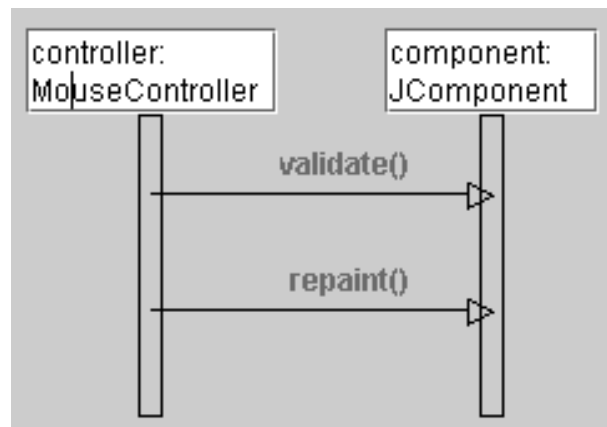 controller:
MouseController
component:
JComponent
validate()
repaint()